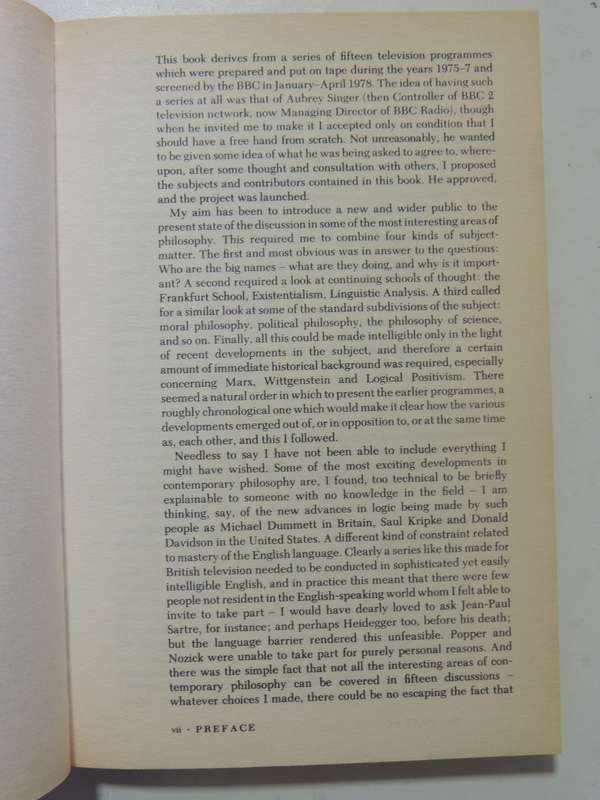 This book derives from a series of fifteen television programmes
which were prepared and put on tape during the years 1975–7 and
screened by the BBC in January–April 1978. The idea of having such
a series at all was that of Aubrey Singer (then Controller of BBC 2
television network, now Managing Director of BBC Radio), though
when he invited me to make it I accepted only on condition that I
should have a free hand from scratch. Not unreasonably, he wanted
to be given some idea of what he was being asked to agree to, where-
upon, after some thought and consultation with others, I proposed
the subjects and contributors contained in this book. He approved,
and the project was launched.
My aim has been to introduce a new and wider public to the
present state of the discussion in some of the most interesting areas of
philosophy. This required me to combine four kinds of subject-
matter. The first and most obvious was in answer to the questions:
Who are the big names – what are they doing, and why is it import-
ant? A second required a look at continuing schools of thought: the
Frankfurt School, Existentialism, Linguistic Analysis. A third called
for a similar look at some of the standard subdivisions of the subject:
moral philosophy, political philosophy, the philosophy of science,
and so on. Finally, all this could be made intelligible only in the light
of recent developments in the subject, and therefore a certain
amount of immediate historical background was required, especially
concerning Marx, Wittgenstein and Logical Positivism. There
seemed a natural order in which to present the earlier programmes, a
roughly chronological one which would make it clear how the various
developments emerged out of, or in opposition to, or at the same time
as, each other, and this I followed.
Needless to say I have not been able to include everything I
might have wished. Some of the most exciting developments in
contemporary philosophy are, I found, too technical to be briefly
explainable to someone with no knowledge in the field – I am
thinking, say, of the new advances in logic being made by such
people as Michael Dummett in Britain, Saul Kripke and Donald
Davidson in the United States. A different kind of constraint related
to mastery of the English language. Clearly a series like this made for
British television needed to be conducted in sophisticated yet easily
intelligible English, and in practice this meant that there were few
people not resident in the English-speaking world whom I felt able to
invite to take part – I would have dearly loved to ask Jean-Paul
Sartre, for instance; and perhaps Heidegger too, before his death;
but the language barrier rendered this unfeasible. Popper and
Nozick were unable to take part for purely personal reasons. And
there was the simple fact that not all the interesting areas of con-
temporary philosophy can be covered in fifteen discussions –
whatever choices I made, there could be no escaping the fact that
vii · PREFACE